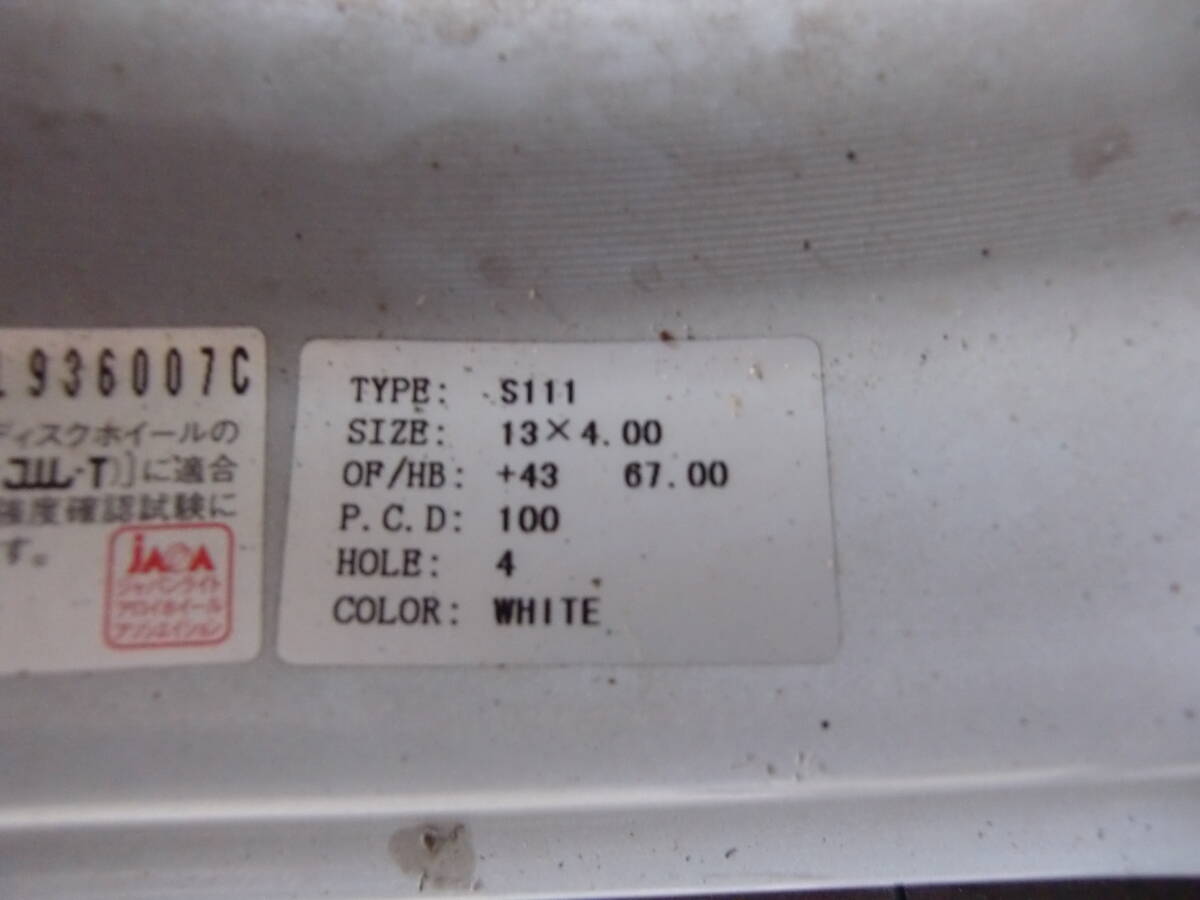 1936007C
ディスクホイールの
JWL-T)]に適合
強度確認試験に
す。
JAWA
ジャパンライト
アロイホイール
アソシエイション
TYPE: S111
SIZE: 13×4.00
OF/HB: +43 67.00
P.C.D: 100
HOLE: 4
COLOR: WHITE